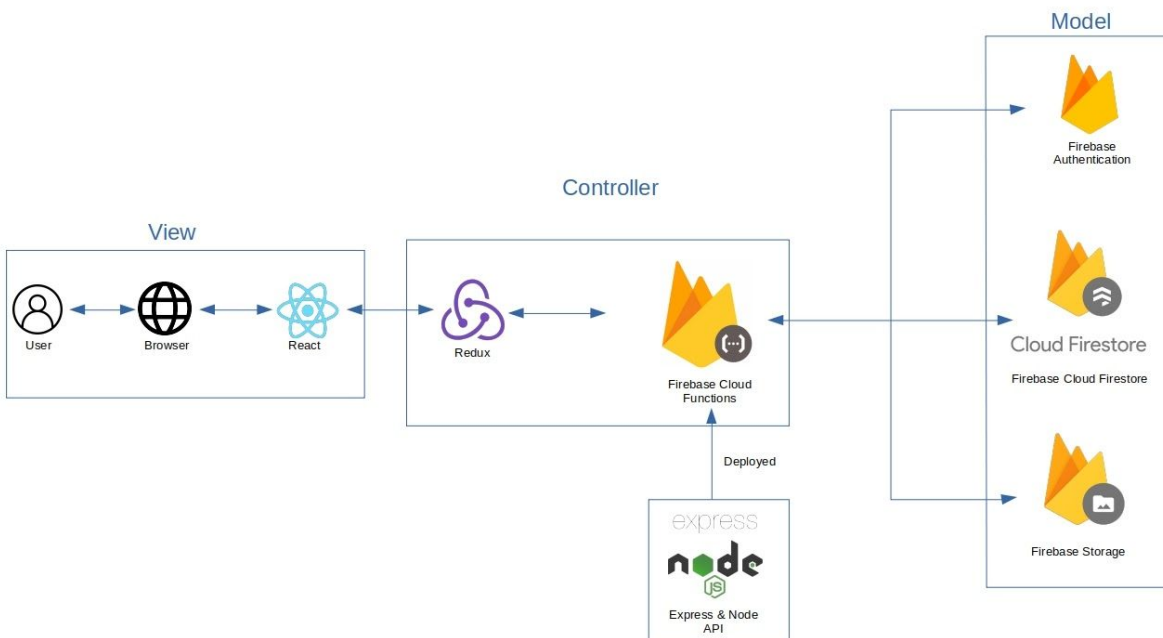 Model
Firebase
Authentication
Controller
View
User
Browser
React
Redux
Firebase Cloud
Functions
Cloud Firestore
Firebase Cloud Firestore
Deployed
express
node
JS
Express & Node
API
Firebase Storage